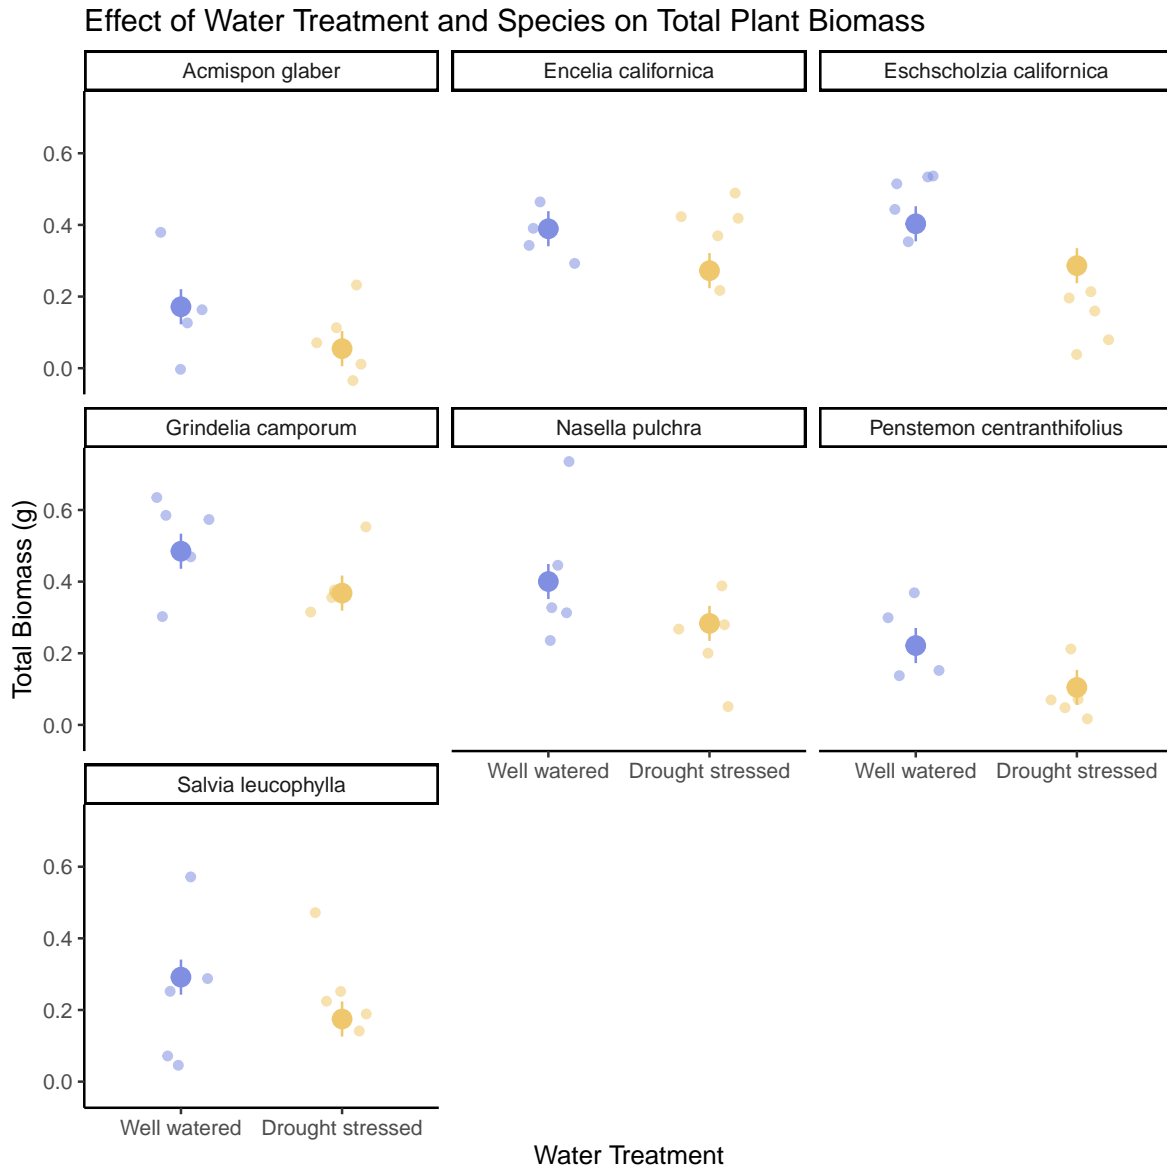 Effect of Water Treatment and Species on Total Plant Biomass
Acmispon glaber
Encelia californica
Eschscholzia californica
0.6
0.4
0.2
0.0
Grindelia camporum
Nasella pulchra
Penstemon centranthifolius
0.6
0.4
0.2
0.0
Total Biomass (g)
Well watered Drought stressed
Well watered Drought stressed
Salvia leucophylla
0.6
0.4
0.2
0.0
Well watered Drought stressed
Water Treatment